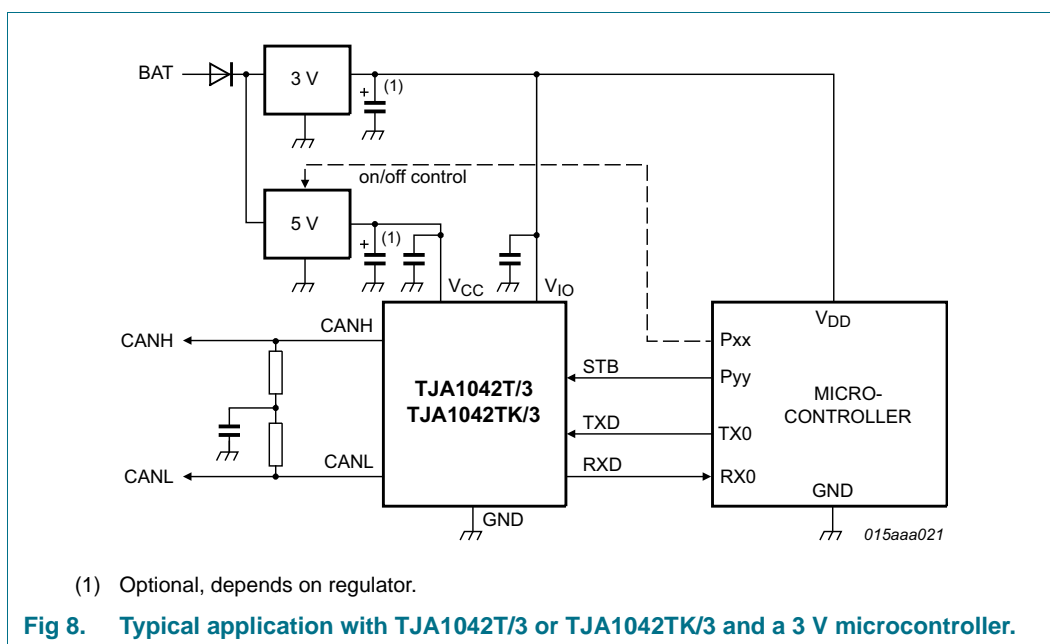 BAT
3 V
+ (1)
on/off control
5 V
+ (1)
VCC
VIO
CANH
CANH
VDD
Pxx
STB
Pyy
TJA1042T/3
TJA1042TK/3
MICRO-
CONTROLLER
TXD
TX0
CANL
CANL
RXD
RX0
GND
GND
015aaa021
(1) Optional, depends on regulator.
Fig 8. Typical application with TJA1042T/3 or TJA1042TK/3 and a 3 V microcontroller.